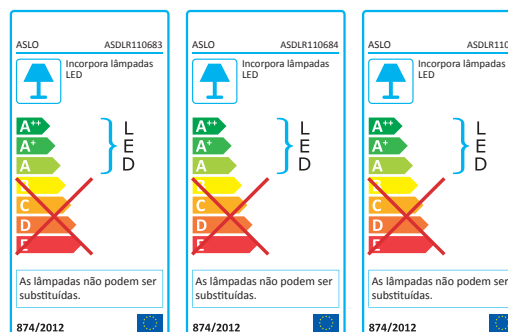 ASLO ASDLR110683
Incorpora lâmpadas
LED
A++
A+
A
L
E
D
C
D
As lâmpadas não podem ser
substituídas.
874/2012
ASLO ASDLR110684
Incorpora lâmpadas
LED
A++
A+
A
L
E
D
C
D
As lâmpadas não podem ser
substituídas.
874/2012
ASLO
Incorpora lâmpadas
LED
A++
A+
A
L
E
D
C
D
As lâmpadas não podem ser
substituídas.
874/2012